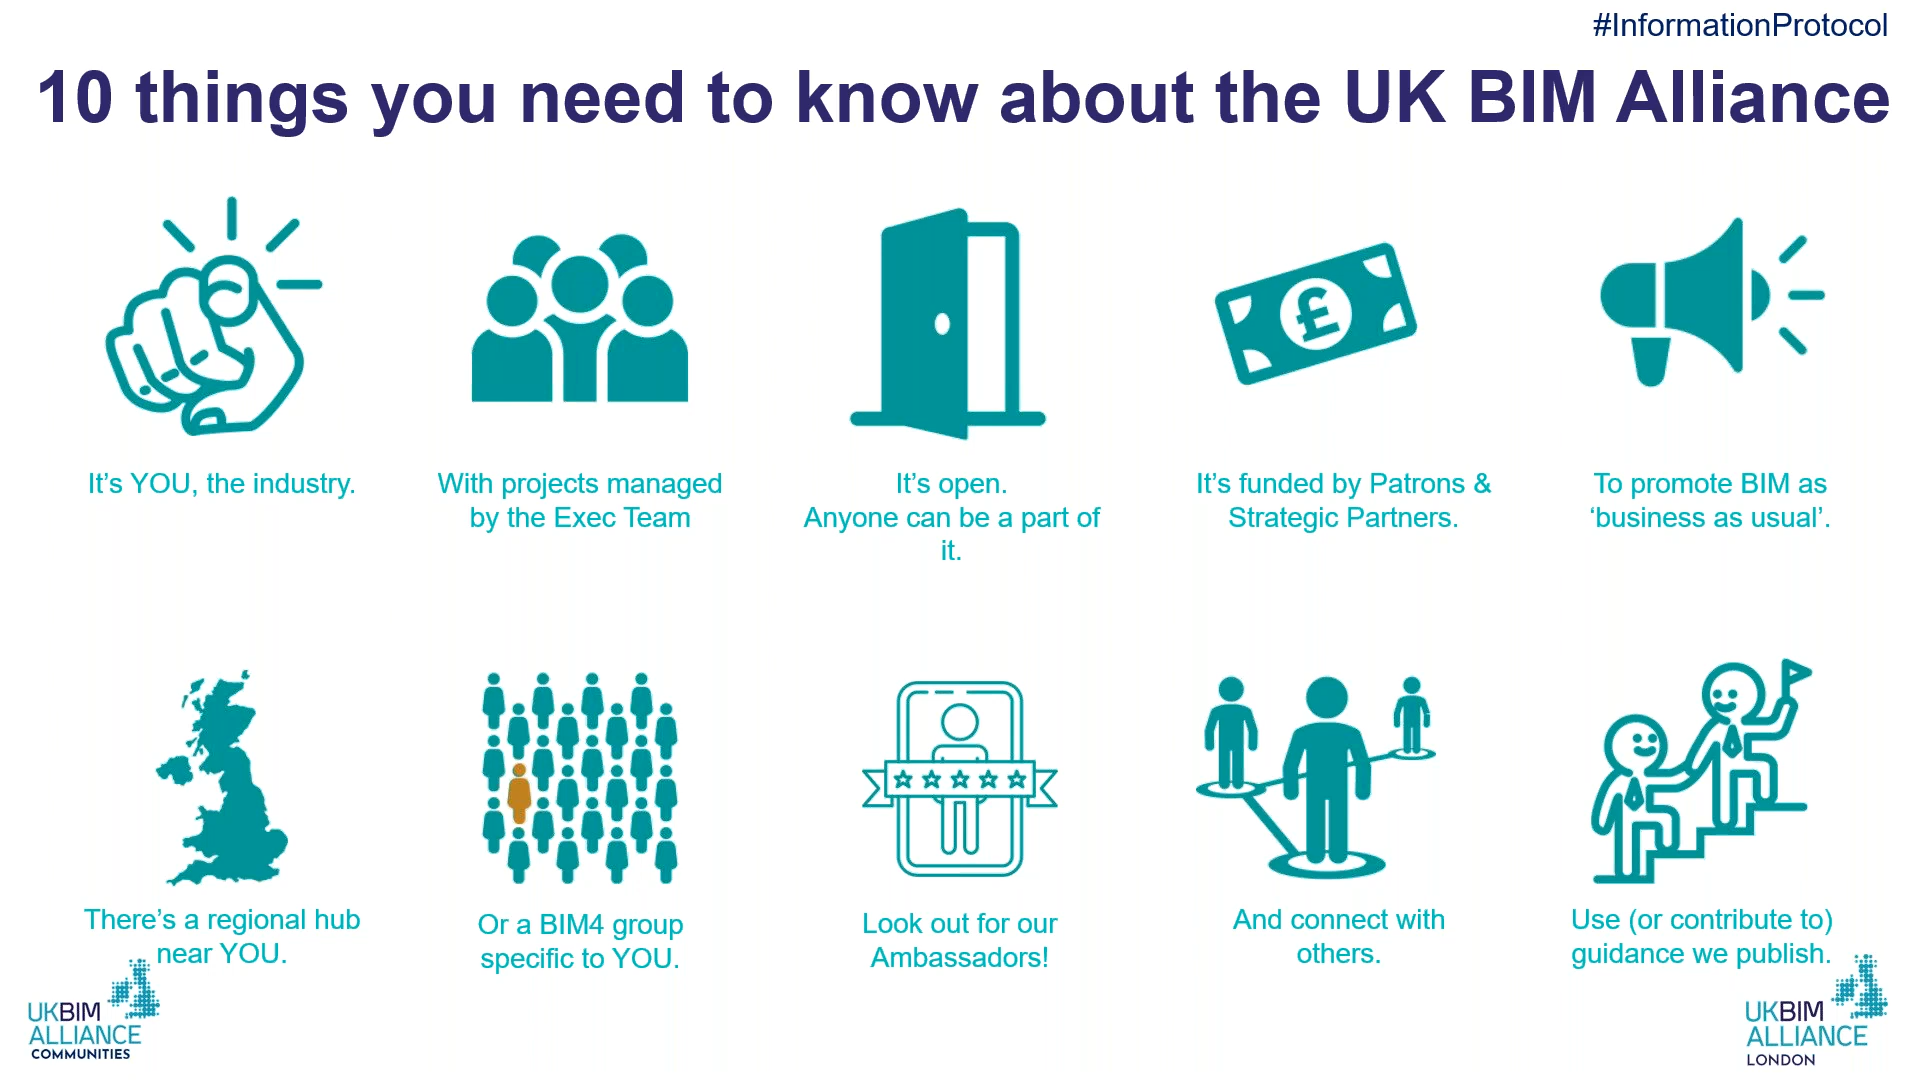 #InformationProtocol
10 things you need to know about the UK BIM Alliance
£
It’s YOU, the industry.
With projects managed
by the Exec Team
It’s open.
Anyone can be a part of
it.
It’s funded by Patrons &
Strategic Partners.
To promote BIM as
‘business as usual’.
There’s a regional hub
near YOU.
Or a BIM4 group
specific to YOU.
Look out for our
Ambassadors!
And connect with
others.
Use (or contribute to)
guidance we publish.
UKBIM
ALLIANCE
COMMUNITIES
UKBIM
ALLIANCE
LONDON